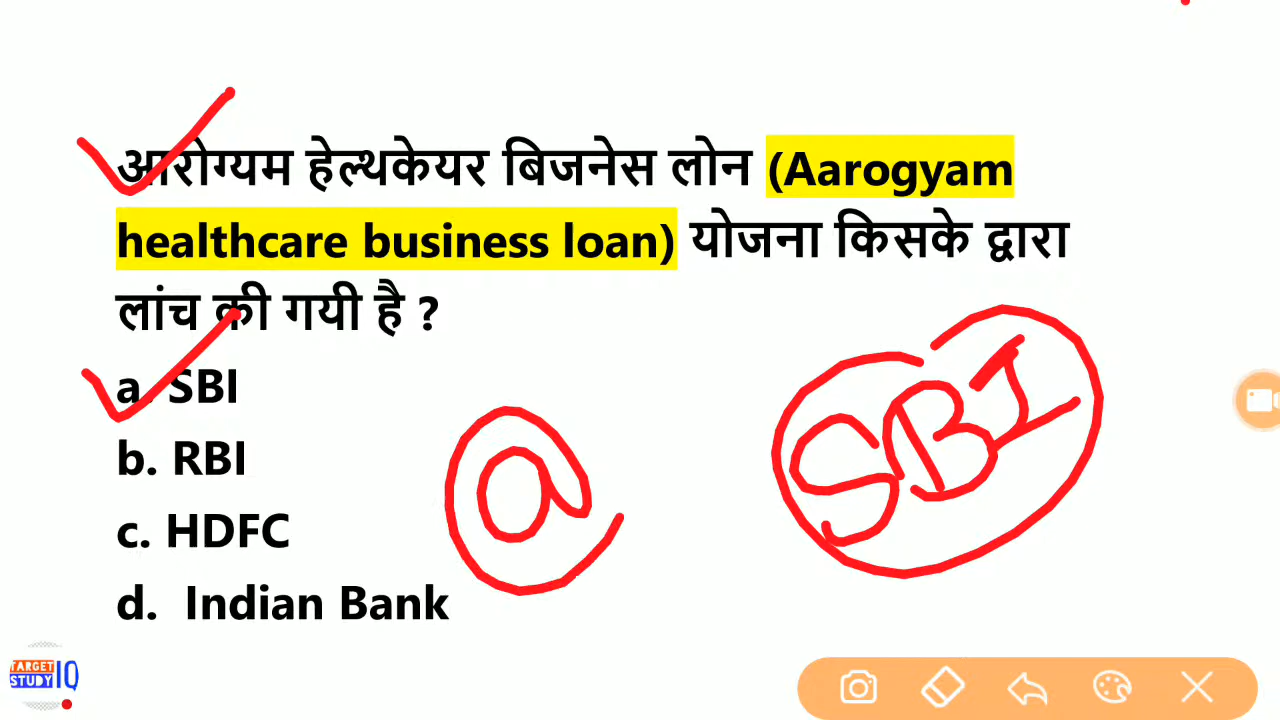 आरोग्यम हेल्थकेयर बिजनेस लोन (Aarogyam
healthcare business loan) योजना किसके द्वारा
लांच की गयी है ?
a. SBI
b. RBI
c. HDFC
d. Indian Bank
a
SBI
TARGET
STUDY IQ